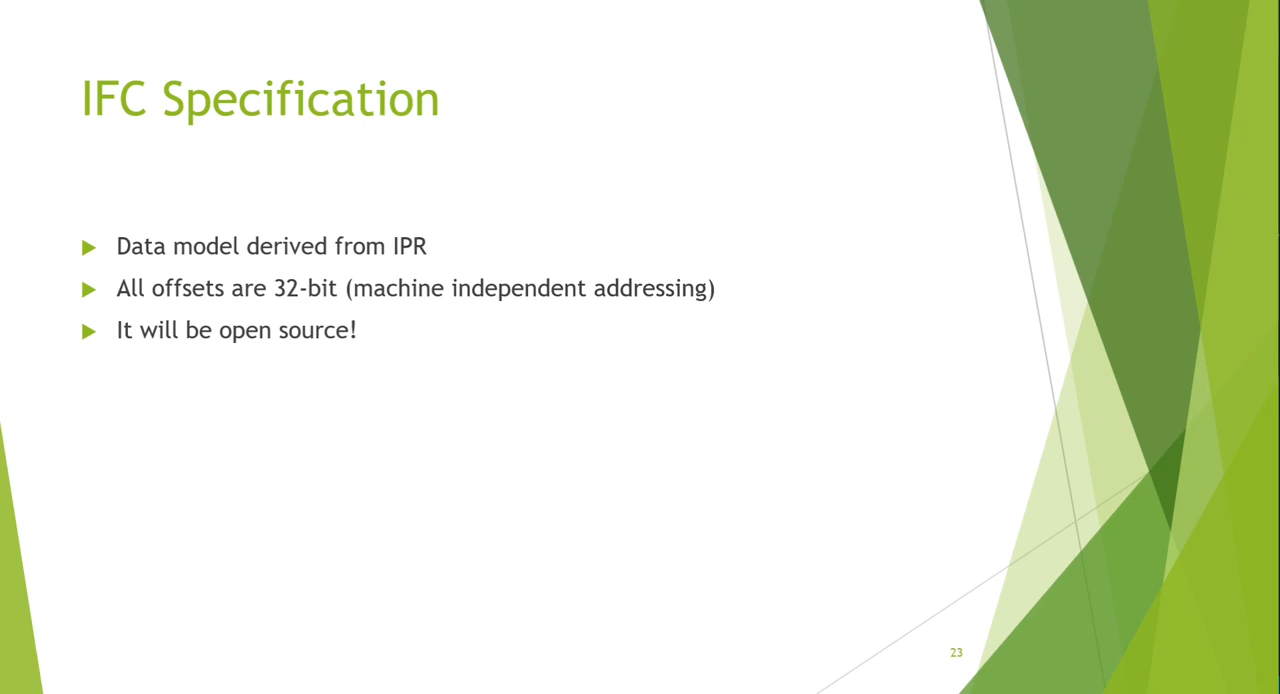 IFC Specification
Data model derived from IPR
All offsets are 32-bit (machine independent addressing)
It will be open source!
23